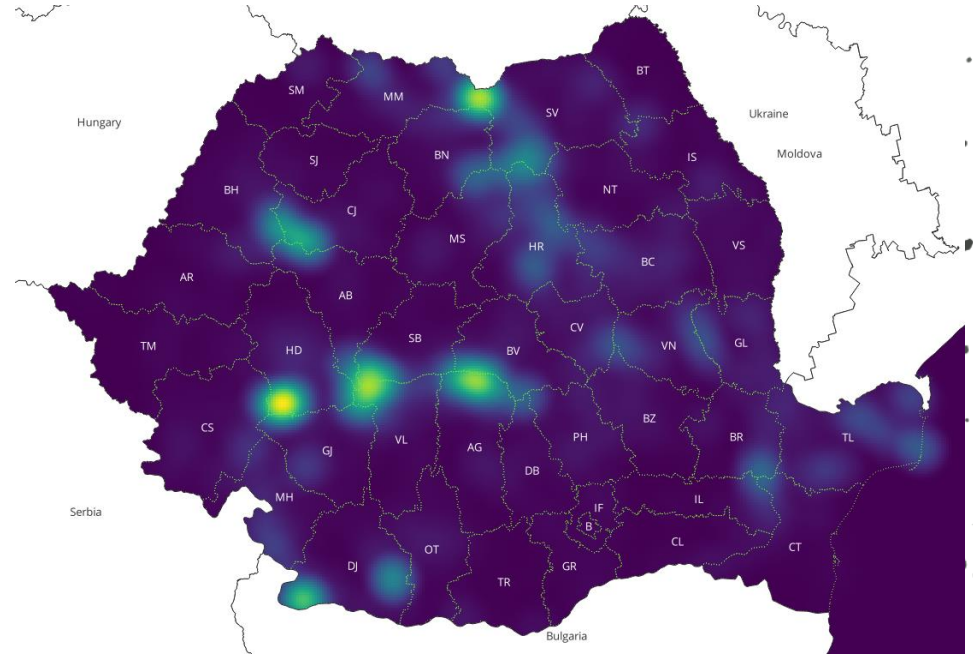 BT
SM
MM
SV
Ukraine
Hungary
Moldova
BN
IS
SJ
BH
NT
CJ
MS
HR
VS
BC
AR
AB
CV
SB
TM
HD
BV
VN
GL
BZ
CS
TL
BR
PH
VL
AG
GJ
DB
MH
IL
IF
Serbia
B
CL
CT
OT
DJ
GR
TR
Bulgaria